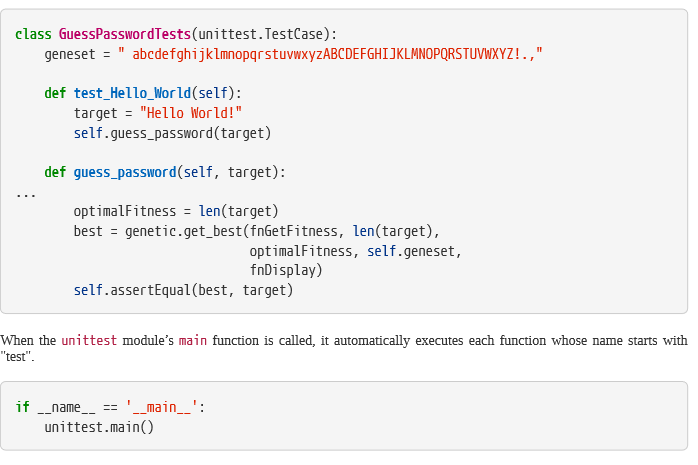 class GuessPasswordTests(unittest.TestCase):
    geneset = " abcdefghijklmnopqrstuvwxyzABCDEFGHIJKLMNOPQRSTUVWXYZ!.,"

    def test_Hello_World(self):
        target = "Hello World!"
        self.guess_password(target)

    def guess_password(self, target):
...
        optimalFitness = len(target)
        best = genetic.get_best(fnGetFitness, len(target),
                                optimalFitness, self.geneset,
                                fnDisplay)
        self.assertEqual(best, target)

When the unittest module’s main function is called, it automatically executes each function whose name starts with
"test".

if __name__ == '__main__':
    unittest.main()